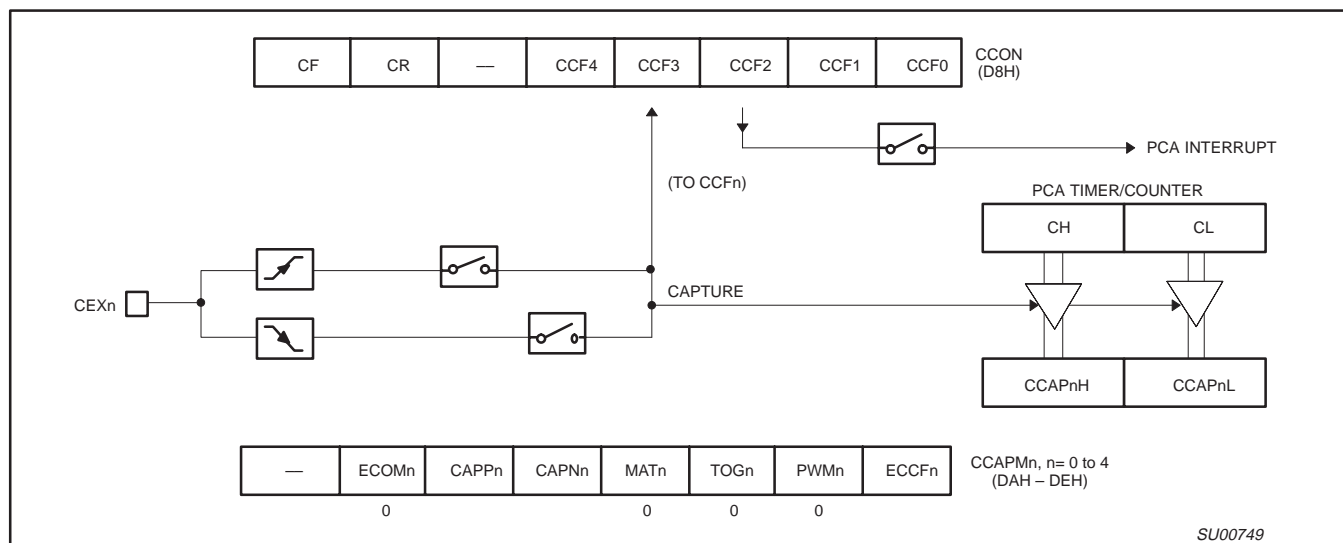 CF CR — CCF4 CCF3 CCF2 CCF1 CCF0
CCON
(D8H)
PCA INTERRUPT
(TO CCFn)
PCA TIMER/COUNTER
CH CL
CEXn
CAPTURE
CCAPnH CCAPnL
— ECOMn CAPPn CAPNn MATn TOGn PWMn ECCFn
CCAPMn, n= 0 to 4
(DAH – DEH)
0 0 0 0
SU00749